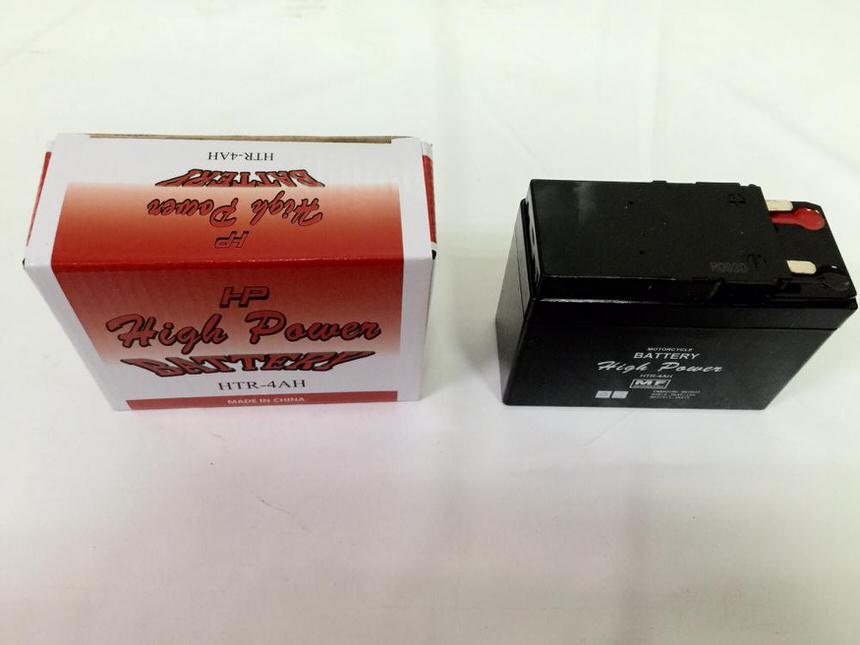 HTR-4AH
BATTERY
High Power
HP
HP
High Power
BATTERY
HTR-4AH
MADE IN CHINA
MOTORCYCLE
BATTERY
High Power
HTR-4AH
MF